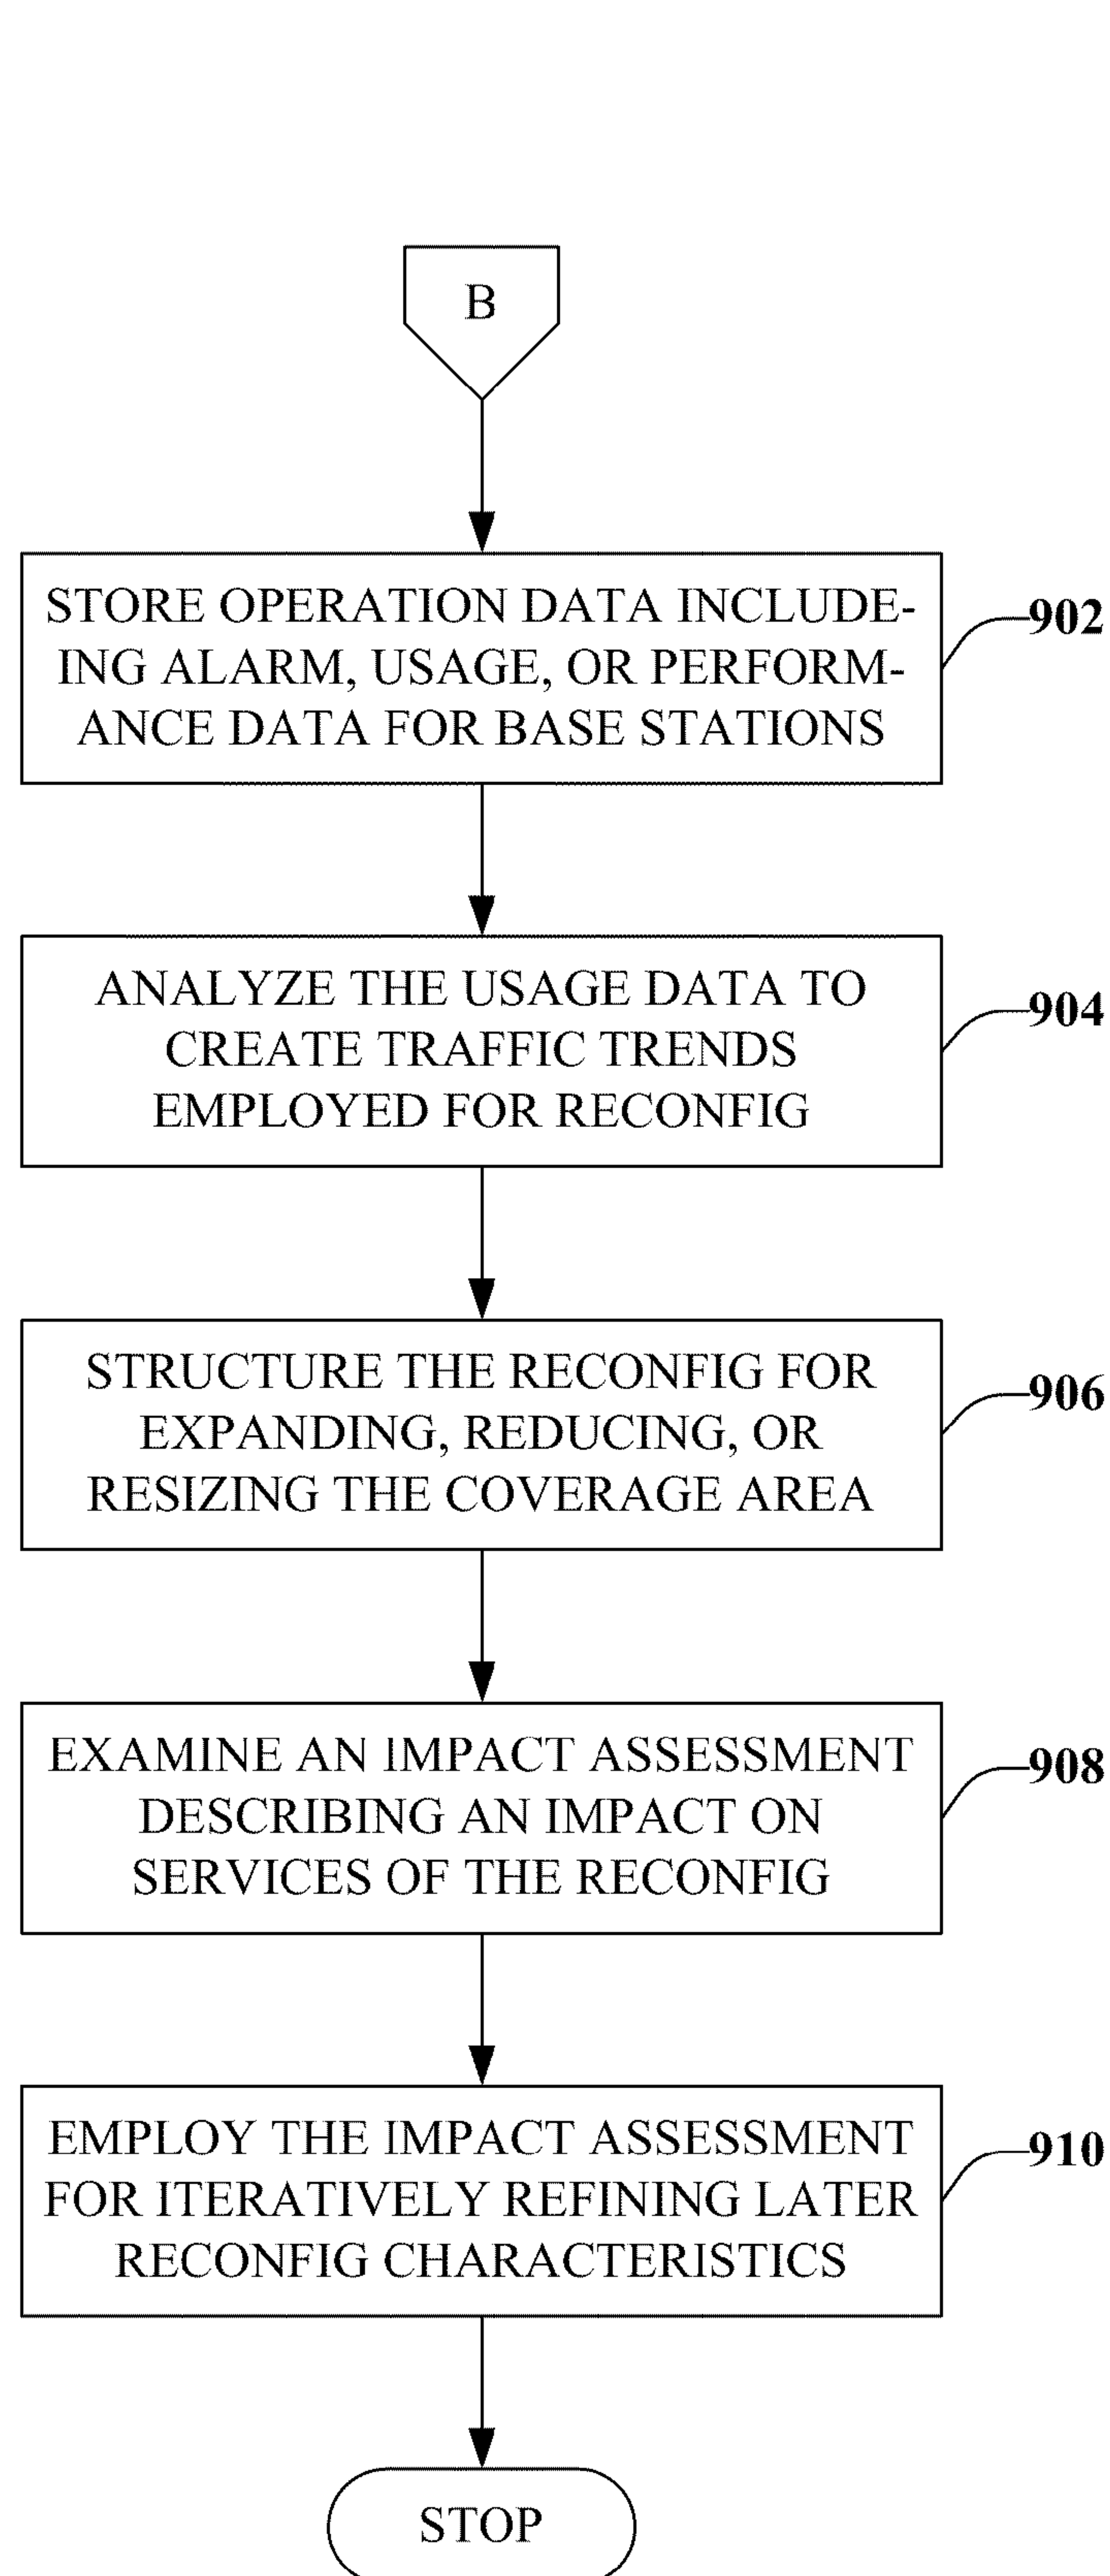 B
STORE OPERATION DATA INCLUDE-
ING ALARM, USAGE, OR PERFORM-
ANCE DATA FOR BASE STATIONS
902
ANALYZE THE USAGE DATA TO
CREATE TRAFFIC TRENDS
EMPLOYED FOR RECONFIG
904
STRUCTURE THE RECONFIG FOR
EXPANDING, REDUCING, OR
RESIZING THE COVERAGE AREA
906
EXAMINE AN IMPACT ASSESSMENT
DESCRIBING AN IMPACT ON
SERVICES OF THE RECONFIG
908
EMPLOY THE IMPACT ASSESSMENT
FOR ITERATIVELY REFINING LATER
RECONFIG CHARACTERISTICS
910
STOP